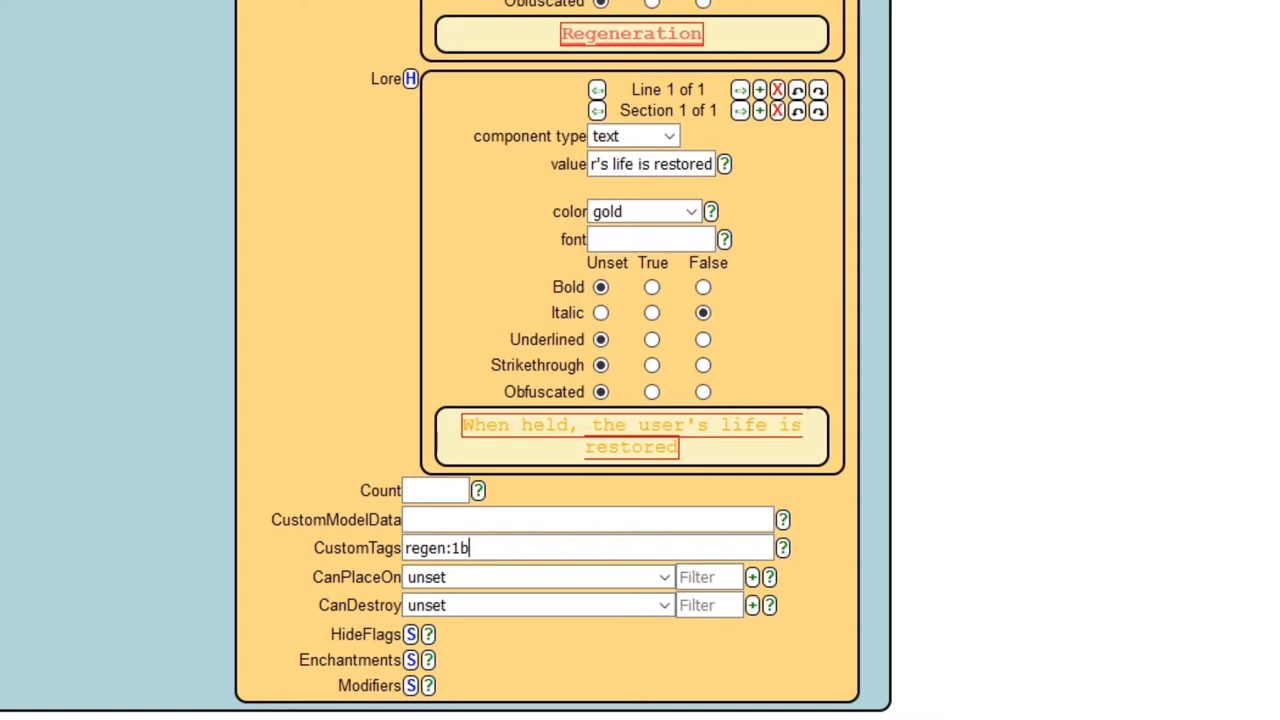 Obfuscated
Regeneration
Lore H
Line 1 of 1 + X
Section 1 of 1 + X
component type text
value r's life is restored ?
color gold ?
font ?
Unset True False
Bold
Italic
Underlined
Strikethrough
Obfuscated
When held, the user's life is
restored
Count ?
CustomModelData ?
CustomTags regen:1b ?
CanPlaceOn unset Filter + ?
CanDestroy unset Filter + ?
HideFlags S ?
Enchantments S ?
Modifiers S ?